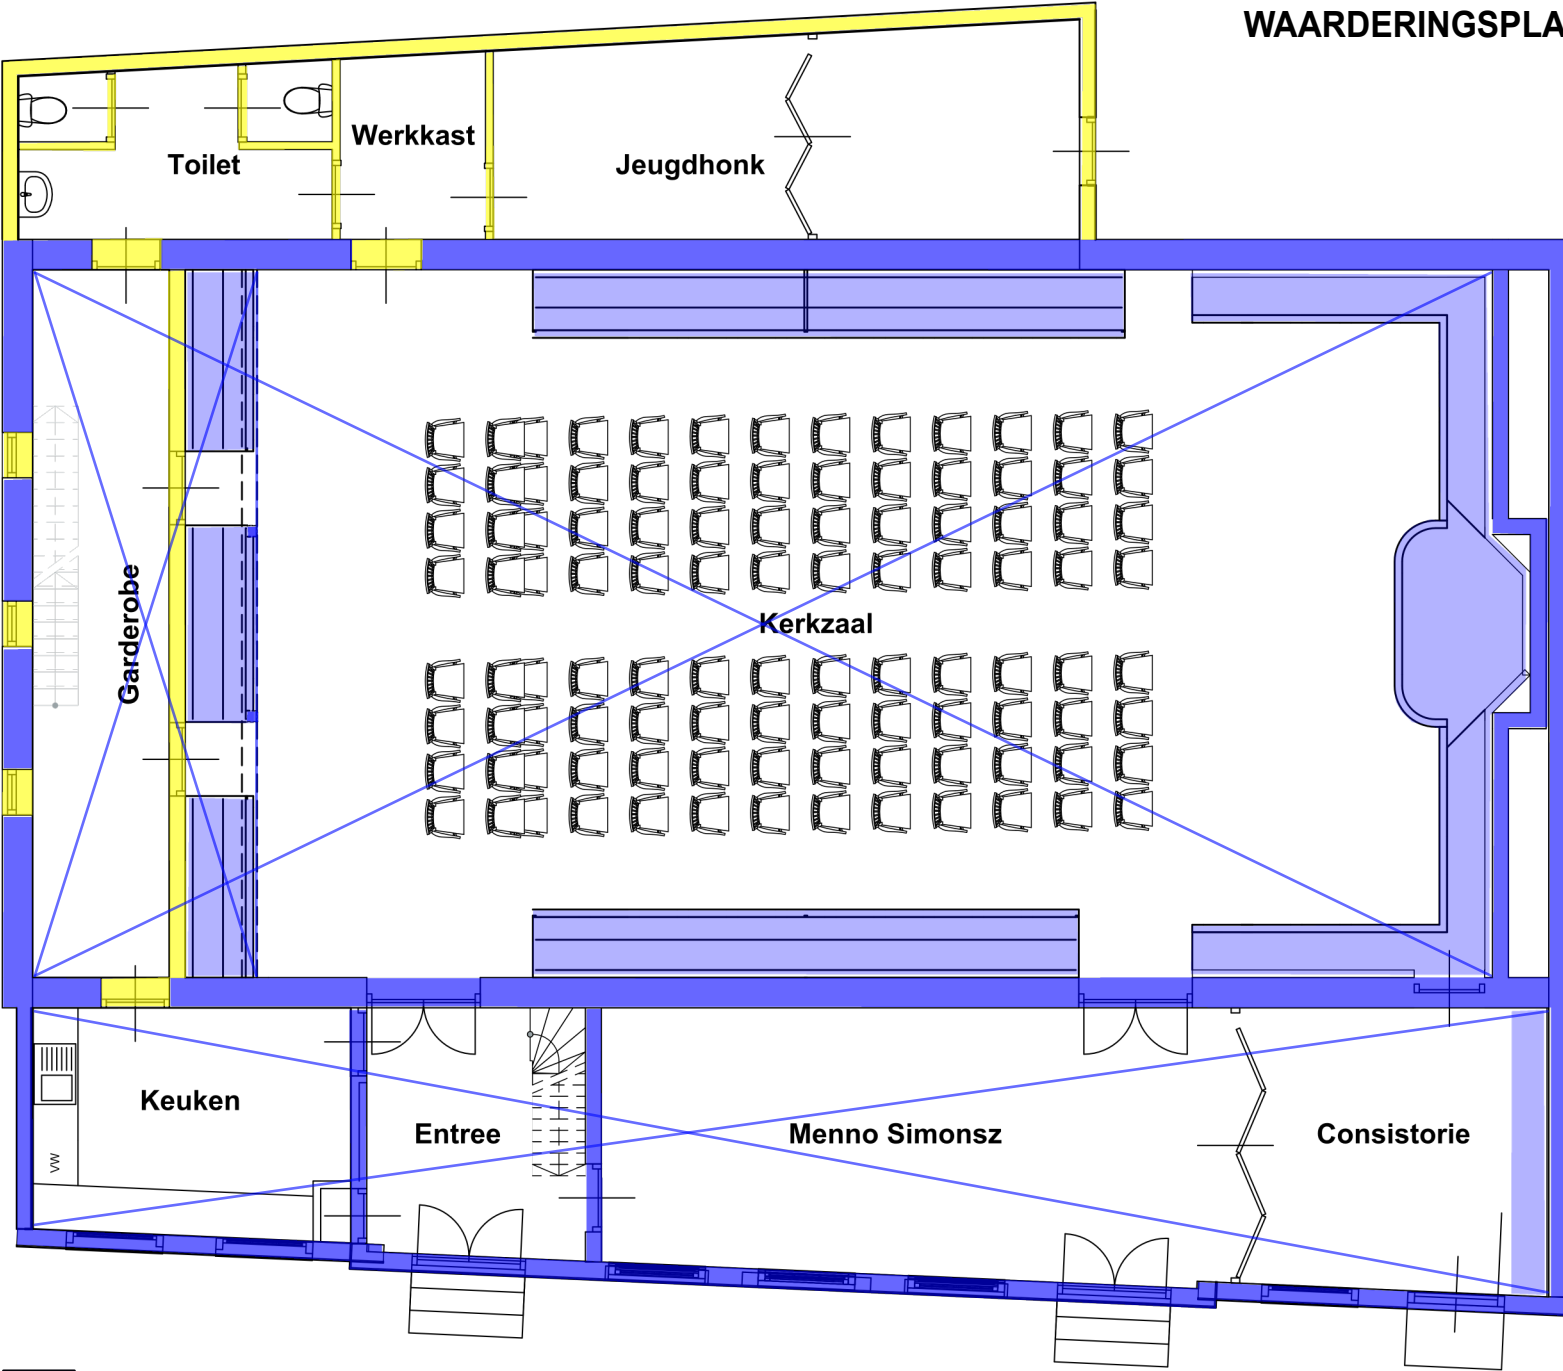 WAARDERINGSPLA
Werkkast
Toilet
Jeugdhonk
Garderobe
Kerkzaal
Keuken
Entree
Menno Simonsz
Consistorie
VW